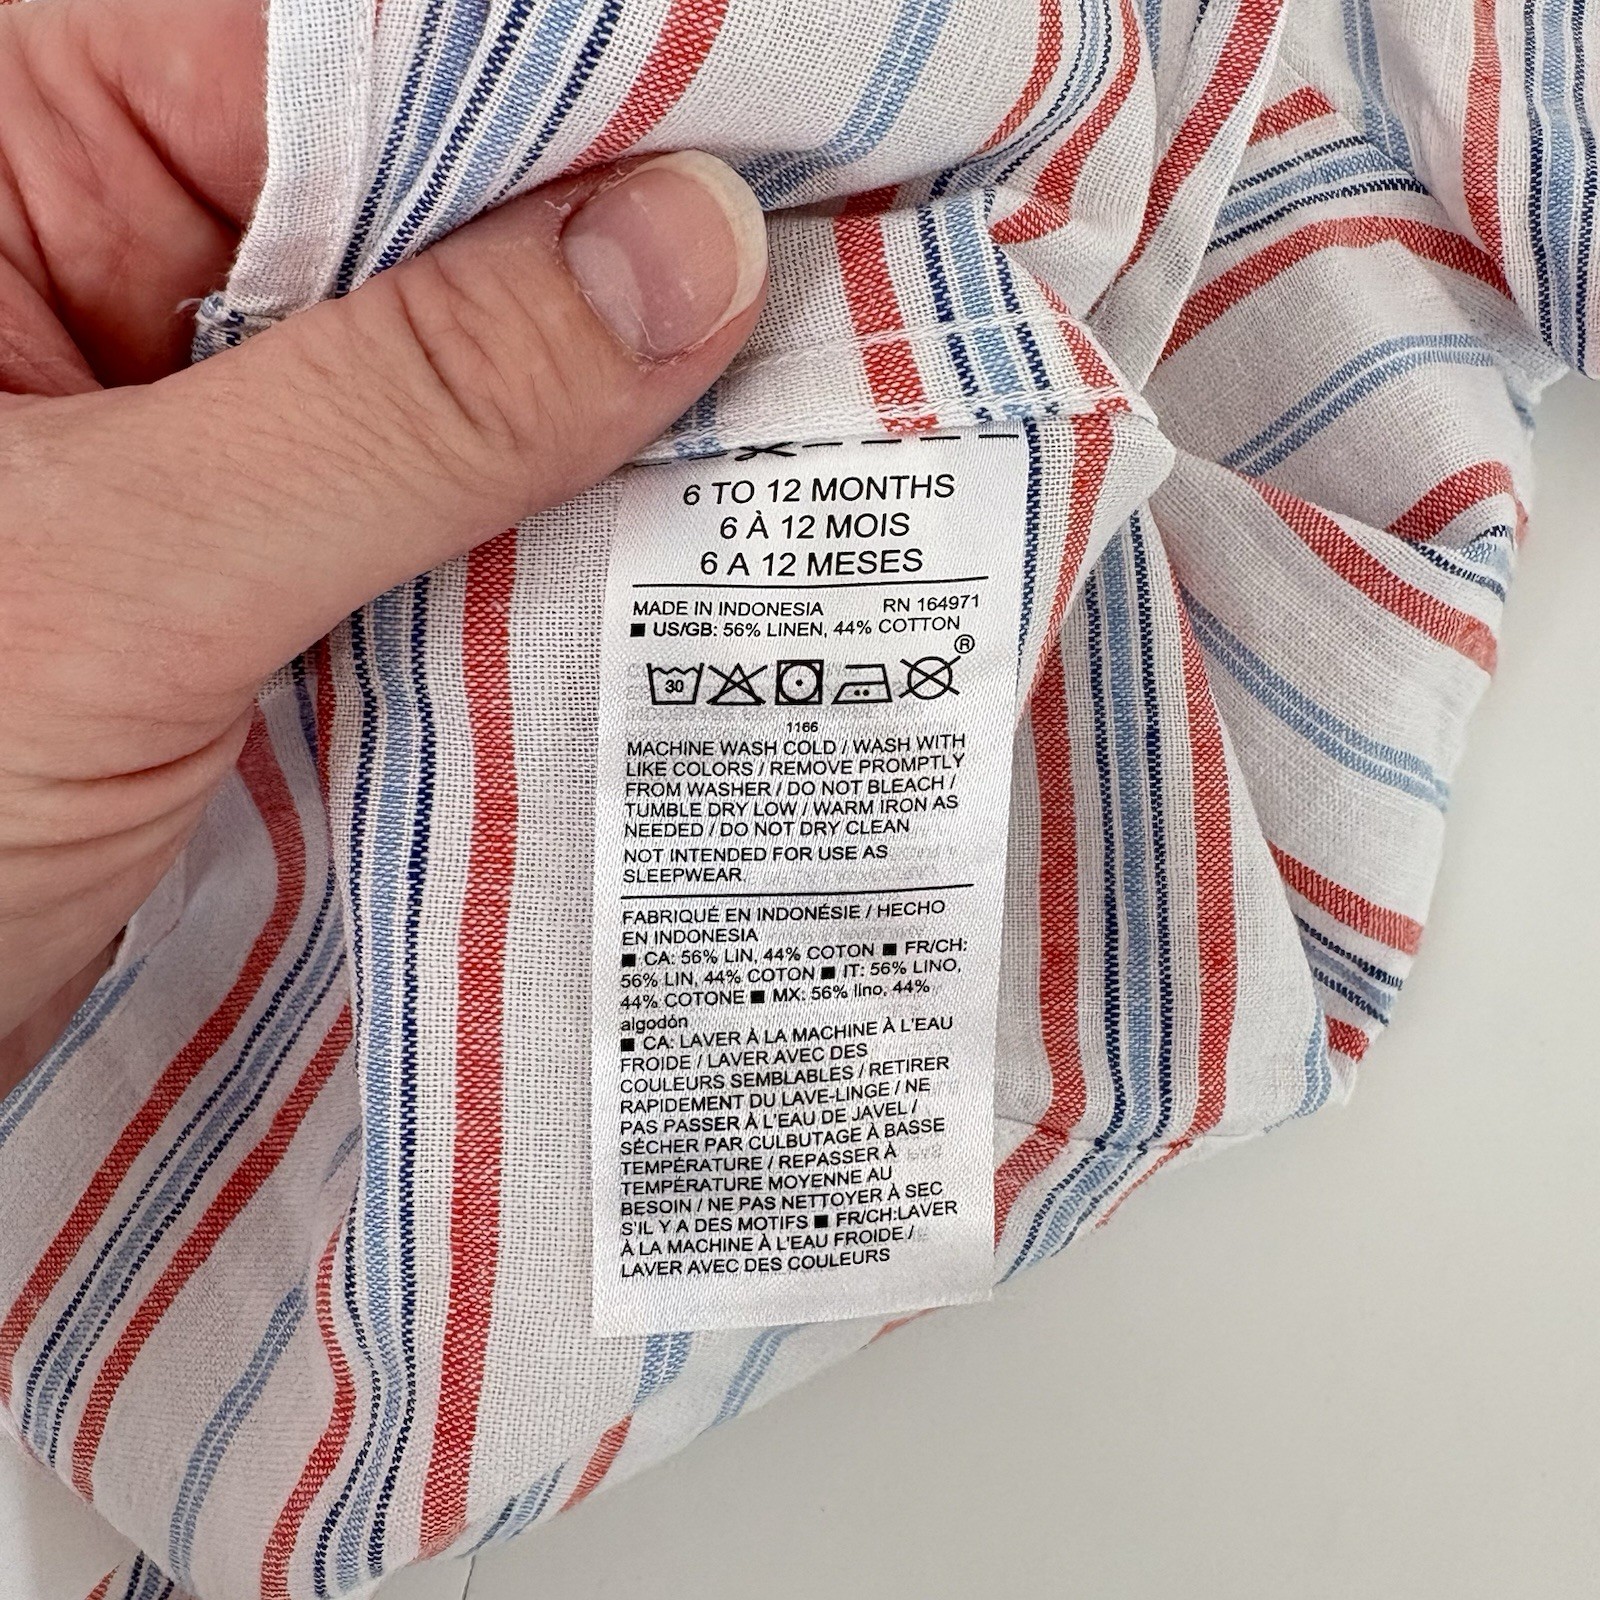 6 TO 12 MONTHS
6 À 12 MOIS
6 A 12 MESES
MADE IN INDONESIA RN 164971
■ US/GB: 56% LINEN, 44% COTTON
®
30
1166
MACHINE WASH COLD / WASH WITH
LIKE COLORS / REMOVE PROMPTLY
FROM WASHER / DO NOT BLEACH /
TUMBLE DRY LOW / WARM IRON AS
NEEDED / DO NOT DRY CLEAN
NOT INTENDED FOR USE AS
SLEEPWEAR.
FABRIQUÉ EN INDONÉSIE / HECHO
EN INDONESIA
■ CA: 56% LIN, 44% COTON ■ FR/CH:
56% LIN, 44% COTON ■ IT: 56% LINO,
44% COTONE ■ MX: 56% lino, 44%
algodón
■ CA: LAVER À LA MACHINE À L'EAU
FROIDE / LAVER AVEC DES
COULEURS SEMBLABLES / RETIRER
RAPIDEMENT DU LAVE-LINGE / NE
PAS PASSER À L'EAU DE JAVEL /
SÉCHER PAR CULBUTAGE À BASSE
TEMPÉRATURE / REPASSER À
TEMPÉRATURE MOYENNE AU
BESOIN / NE PAS NETTOYER À SEC
S'IL Y A DES MOTIFS ■ FR/CH:LAVER
À LA MACHINE À L'EAU FROIDE /
LAVER AVEC DES COULEURS